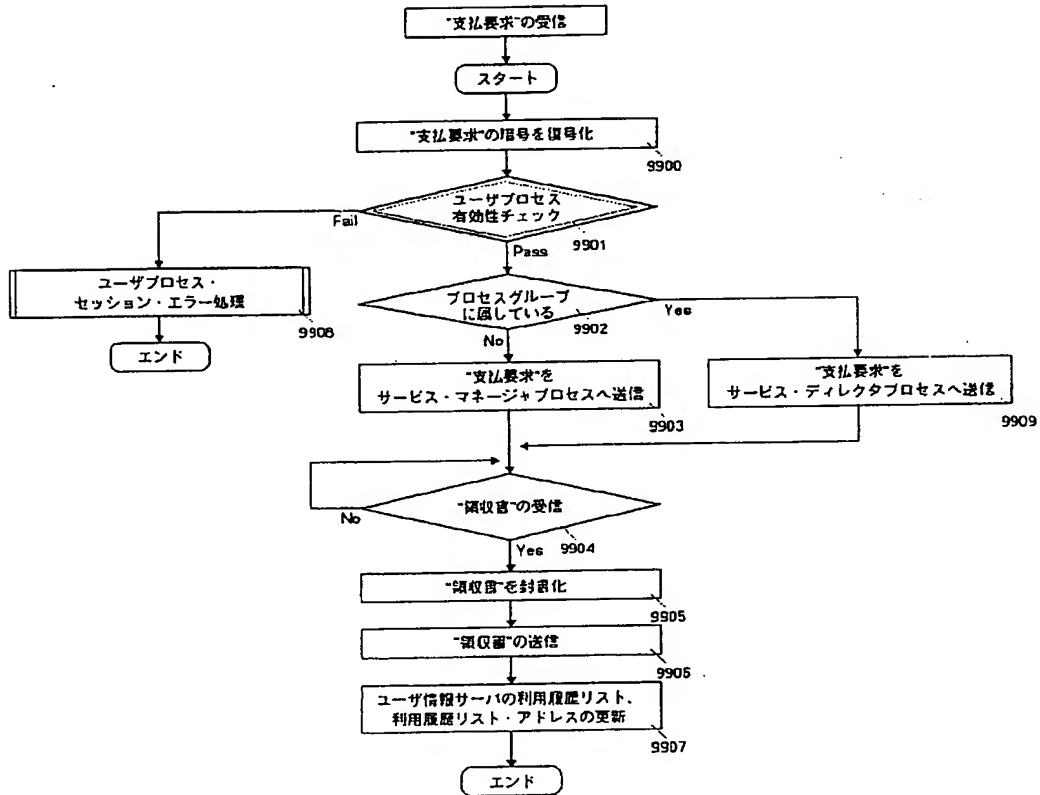 "支払要求"の受信
スタート
"支払要求"の暗号を復号化
9900
ユーザプロセス
有効性チェック
9901
Fail
Pass
ユーザプロセス・
セッション・エラー処理
9908
エンド
プロセスグループ
に属している
9902
Yes
No
"支払要求"を
サービス・マネージャプロセスへ送信
9903
"支払要求"を
サービス・ディレクタプロセスへ送信
9909
"領収書"の受信
No
9904
Yes
"領収書"を封書化
9905
"領収書"の送信
9906
ユーザ情報サーバの利用履歴リスト、
利用履歴リスト・アドレスの更新
9907
エンド